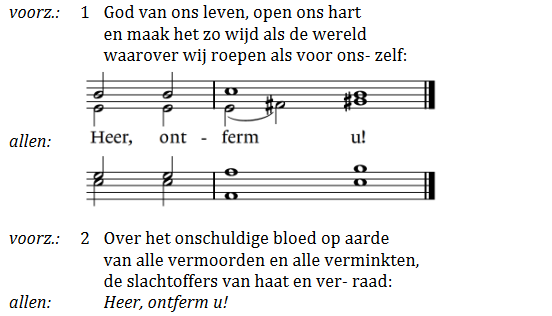 voorz.: 1 God van ons leven, open ons hart
en maak het zo wijd als de wereld
waarover wij roepen als voor ons- zelf:
allen: Heer, ont - ferm u!
voorz.: 2 Over het onschuldige bloed op aarde
van alle vermoorden en alle verminkten,
de slachtoffers van haat en ver- raad:
allen: Heer, ontferm u!